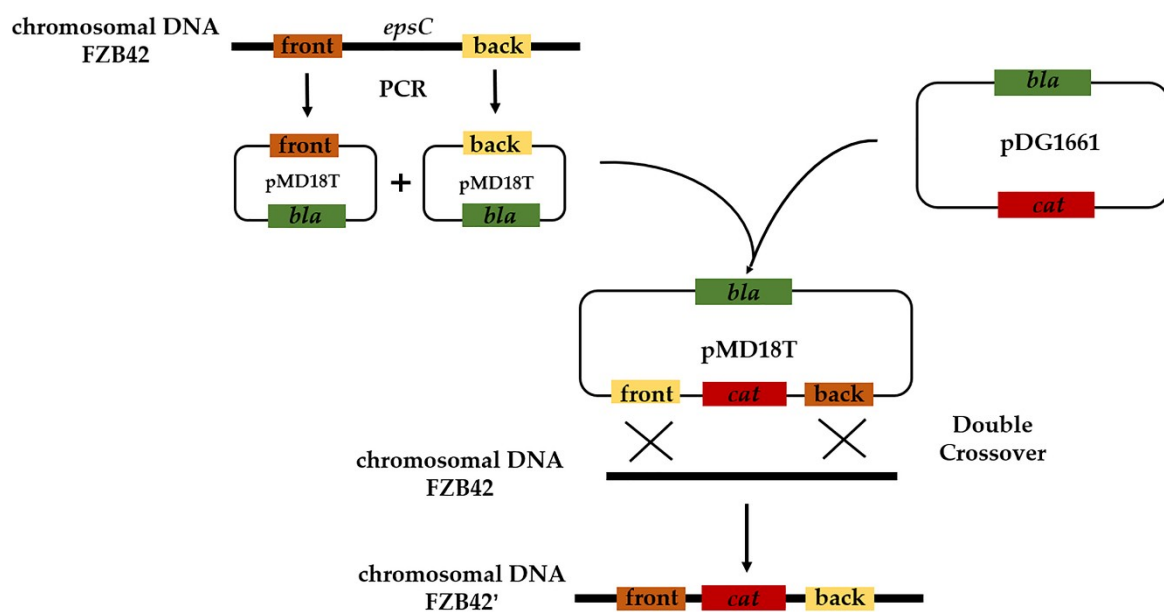 chromosomal DNA
FZB42
front
epsC
back
PCR
front
pMD18T
bla
+
back
pMD18T
bla
bla
pDG1661
cat
bla
pMD18T
front
cat
back
Double
Crossover
chromosomal DNA
FZB42
chromosomal DNA
FZB42'
front
cat
back